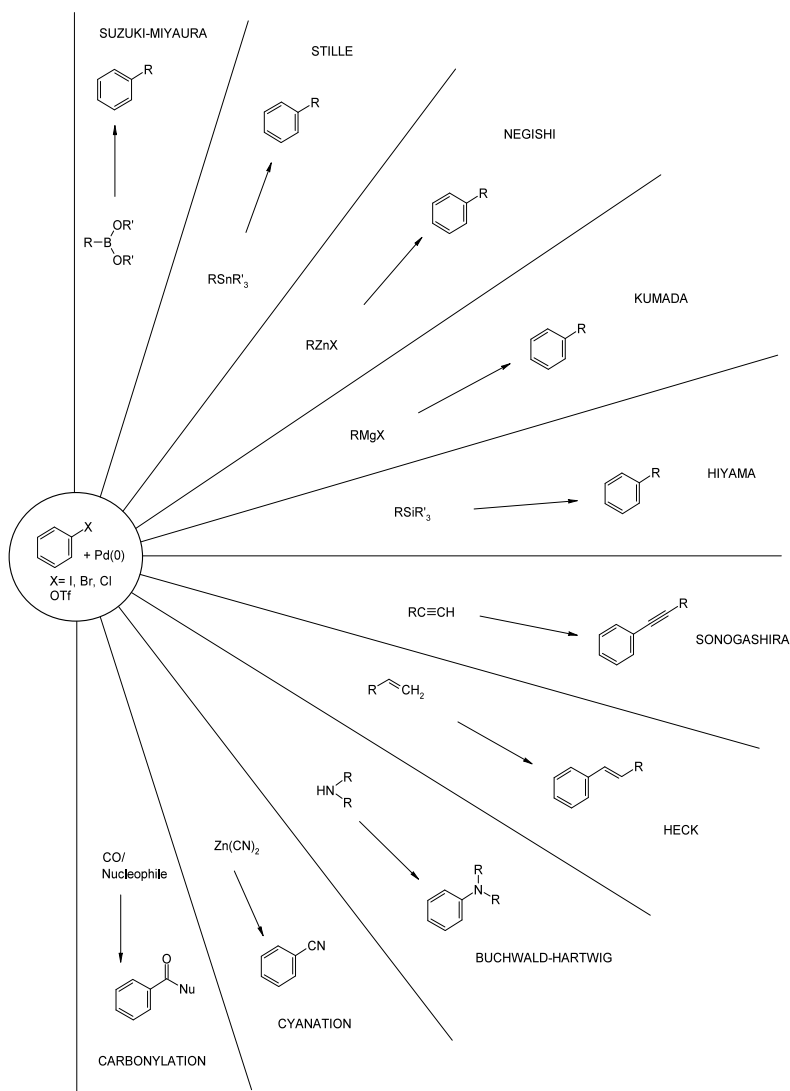 SUZUKI-MIYAURA
R
OR'
R–B
OR'
STILLE
R
RSnR'3
NEGISHI
R
RZnX
KUMADA
R
RMgX
HIYAMA
R
RSiR'3
X
+ Pd(0)
X= I, Br, Cl
OTf
RC≡CH
R
SONOGASHIRA
R
CH2
R
HECK
R
HN
R
R
N
R
BUCHWALD-HARTWIG
Zn(CN)2
CN
CYANATION
CO/
Nucleophile
O
Nu
CARBONYLATION